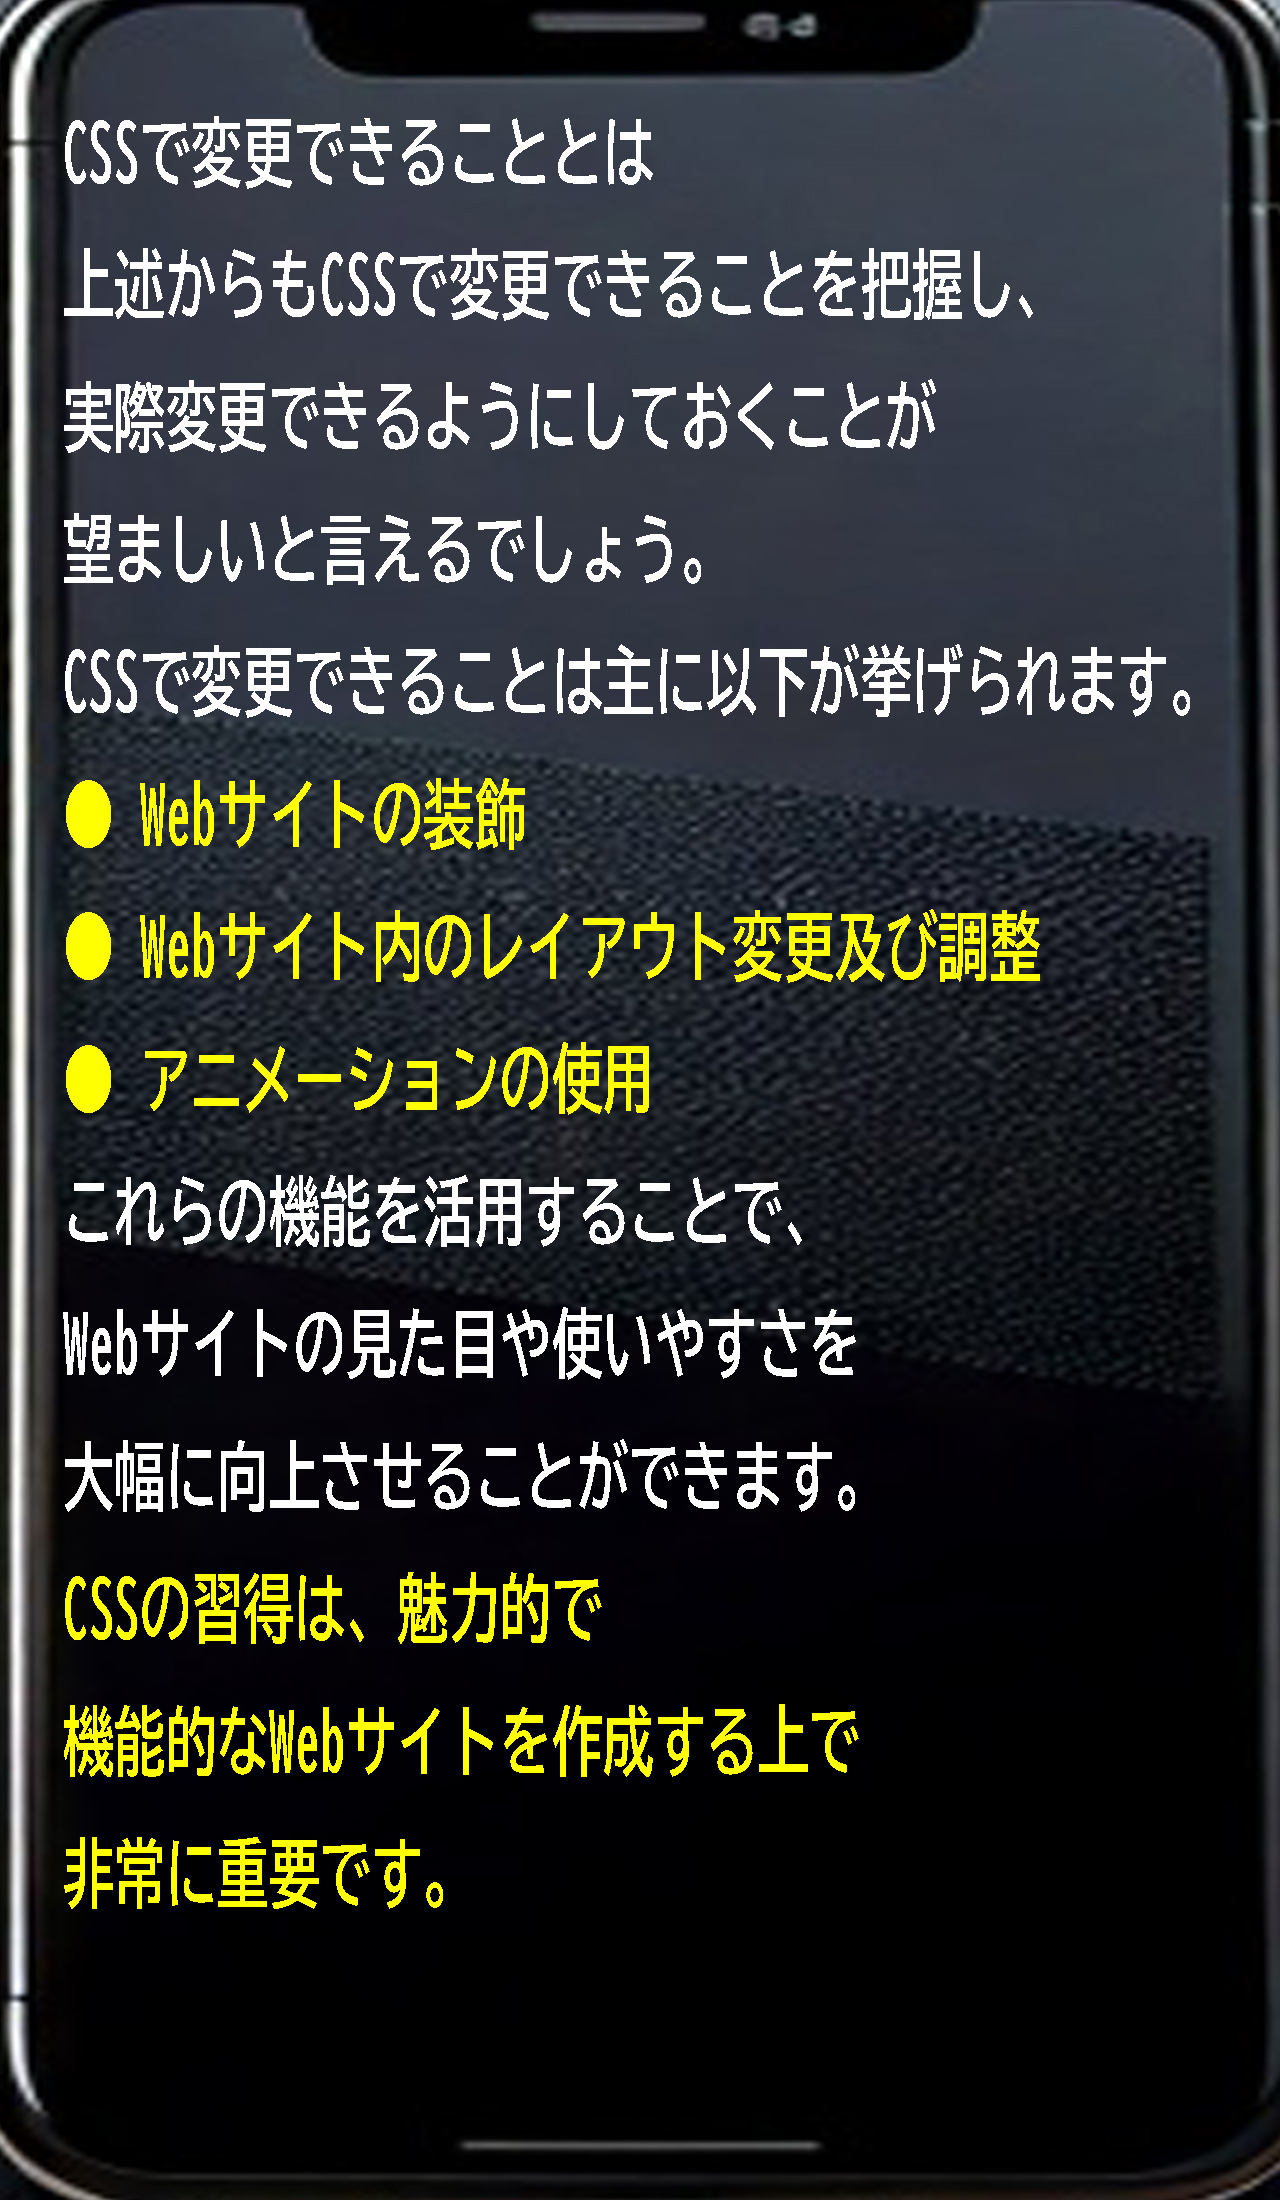 CSSで変更できることとは
上述からもCSSで変更できることを把握し、
実際変更できるようにしておくことが
望ましいと言えるでしょう。
CSSで変更できることは主に以下が挙げられます。
● Webサイトの装飾
● Webサイト内のレイアウト変更及び調整
● アニメーションの使用
これらの機能を活用することで、
Webサイトの見た目や使いやすさを
大幅に向上させることができます。
CSSの習得は、魅力的で
機能的なWebサイトを作成する上で
非常に重要です。